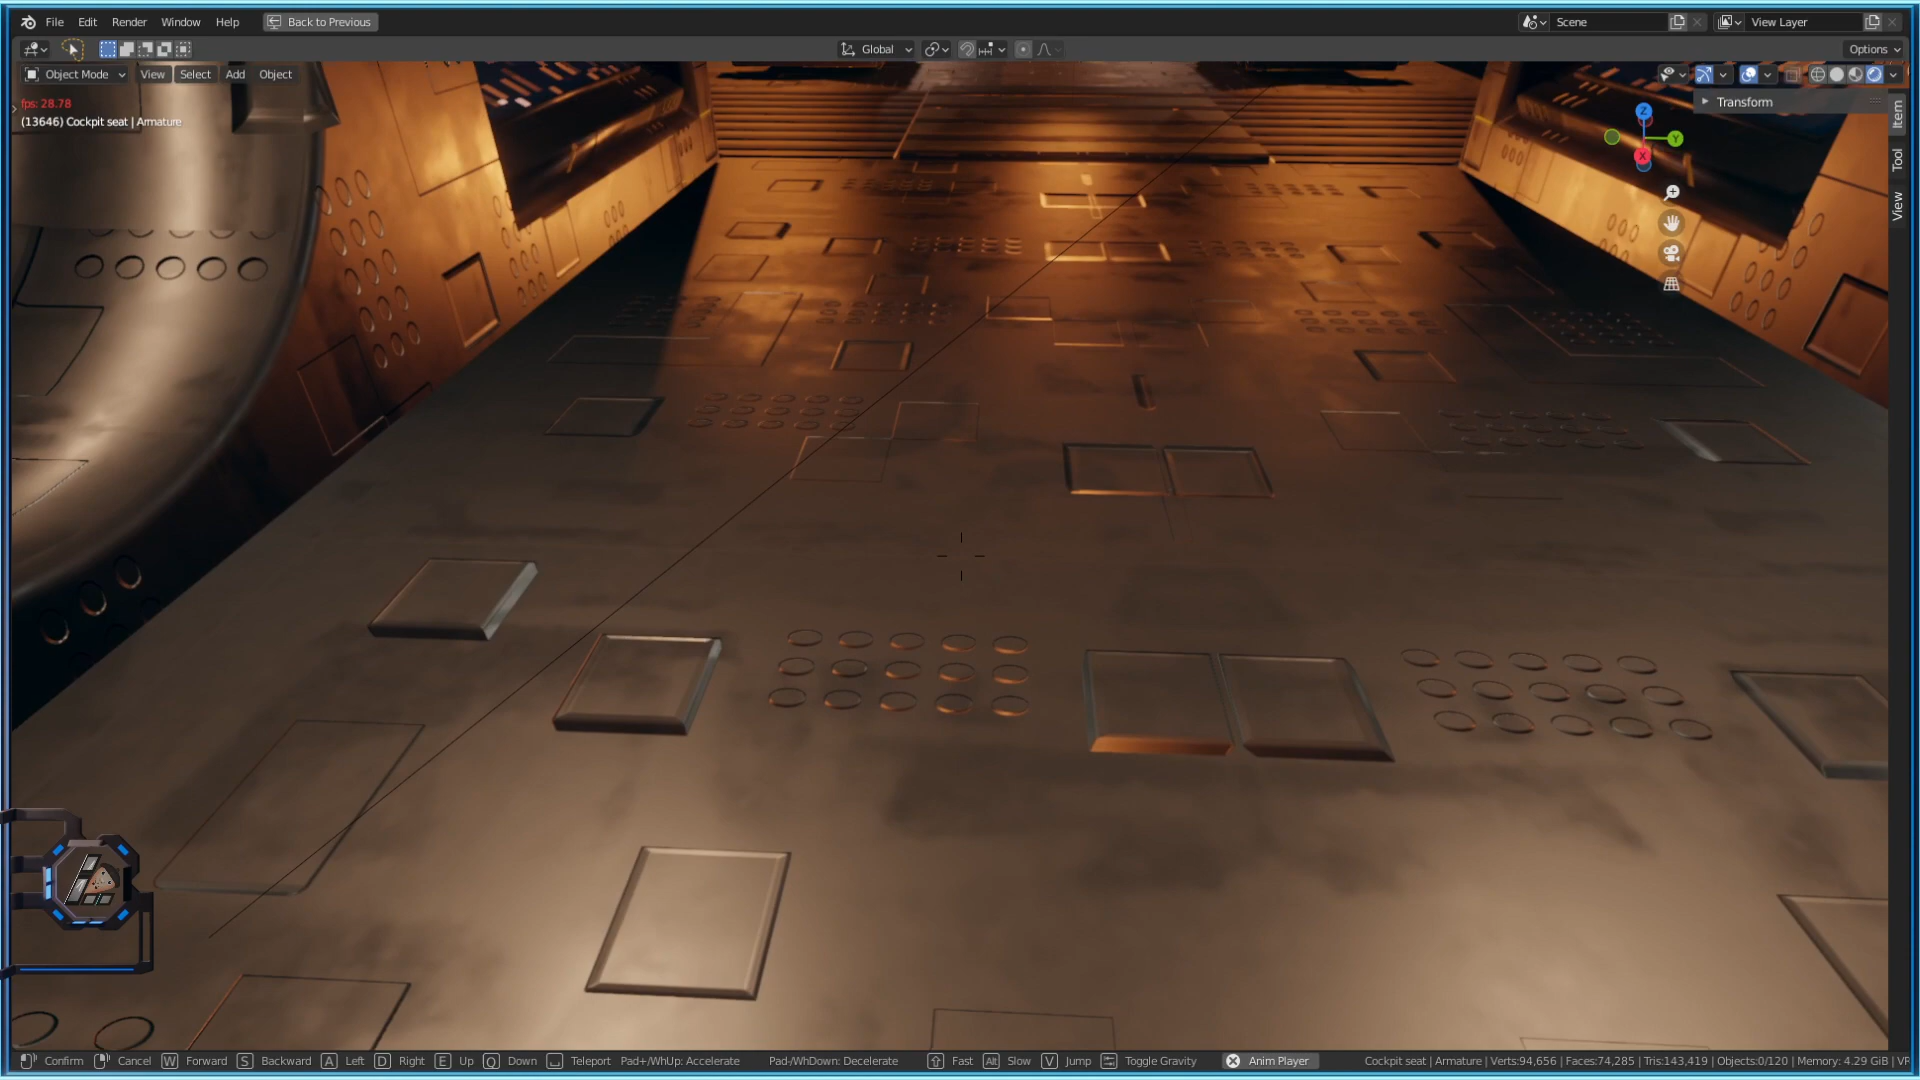 File Edit Render Window Help Back to Previous Scene View Layer
Global Options
Object Mode View Select Add Object
fps: 28.78
(13646) Cockpit seat | Armature
Transform
Item
Tool
View
Z
Y
X
Confirm Cancel W Forward S Backward A Left D Right E Up Q Down Teleport Pad+/WhUp: Accelerate Pad-/WhDown: Decelerate Fast Alt Slow V Jump Toggle Gravity Anim Player Cockpit seat | Armature | Verts:94,656 | Faces:74,285 | Tris:143,419 | Objects:0/120 | Memory: 4.29 GiB | VR